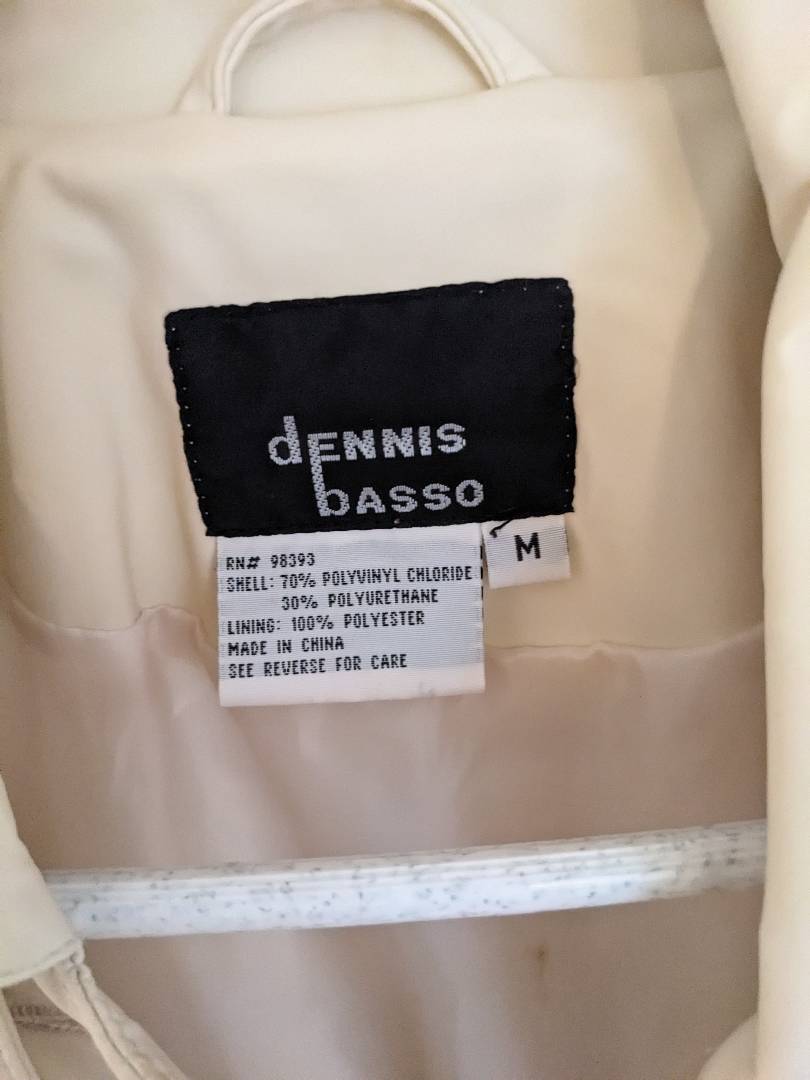 dENNIS
bASSO
M
RN# 98393
SHELL: 70% POLYVINYL CHLORIDE
30% POLYURETHANE
LINING: 100% POLYESTER
MADE IN CHINA
SEE REVERSE FOR CARE